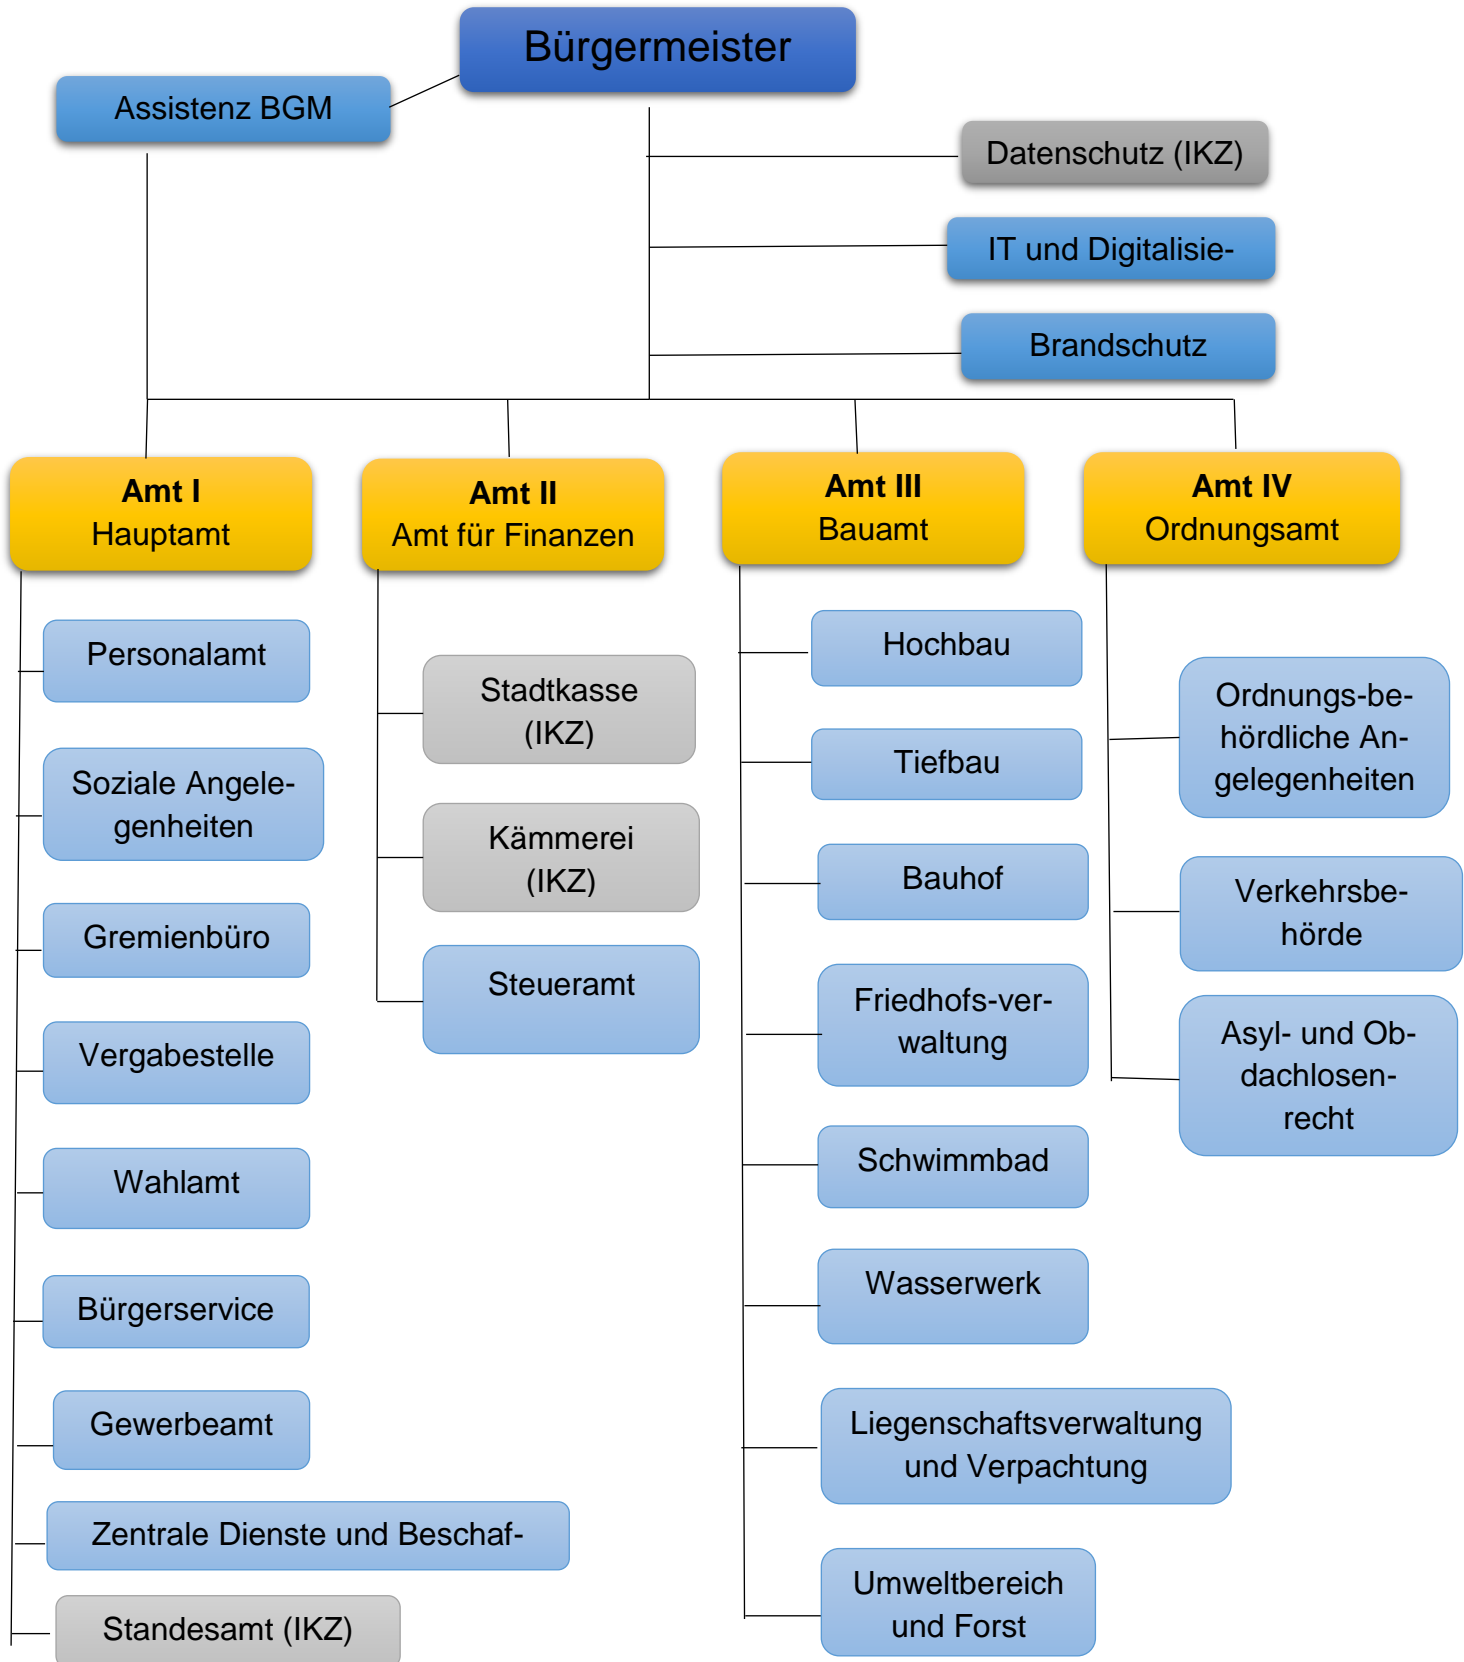 Bürgermeister
Assistenz BGM
Datenschutz (IKZ)
IT und Digitalisie-
Brandschutz
Amt I
Hauptamt
Personalamt
Soziale Angele-
genheiten
Gremienbüro
Vergabestelle
Wahlamt
Bürgerservice
Gewerbeamt
Zentrale Dienste und Beschaf-
Standesamt (IKZ)
Amt II
Amt für Finanzen
Stadtkasse
(IKZ)
Kämmerei
(IKZ)
Steueramt
Amt III
Bauamt
Hochbau
Tiefbau
Bauhof
Friedhofs-ver-
waltung
Schwimmbad
Wasserwerk
Liegenschaftsverwaltung
und Verpachtung
Umweltbereich
und Forst
Amt IV
Ordnungsamt
Ordnungs-be-
hördliche An-
gelegenheiten
Verkehrsbe-
hörde
Asyl- und Ob-
dachlosen-
recht